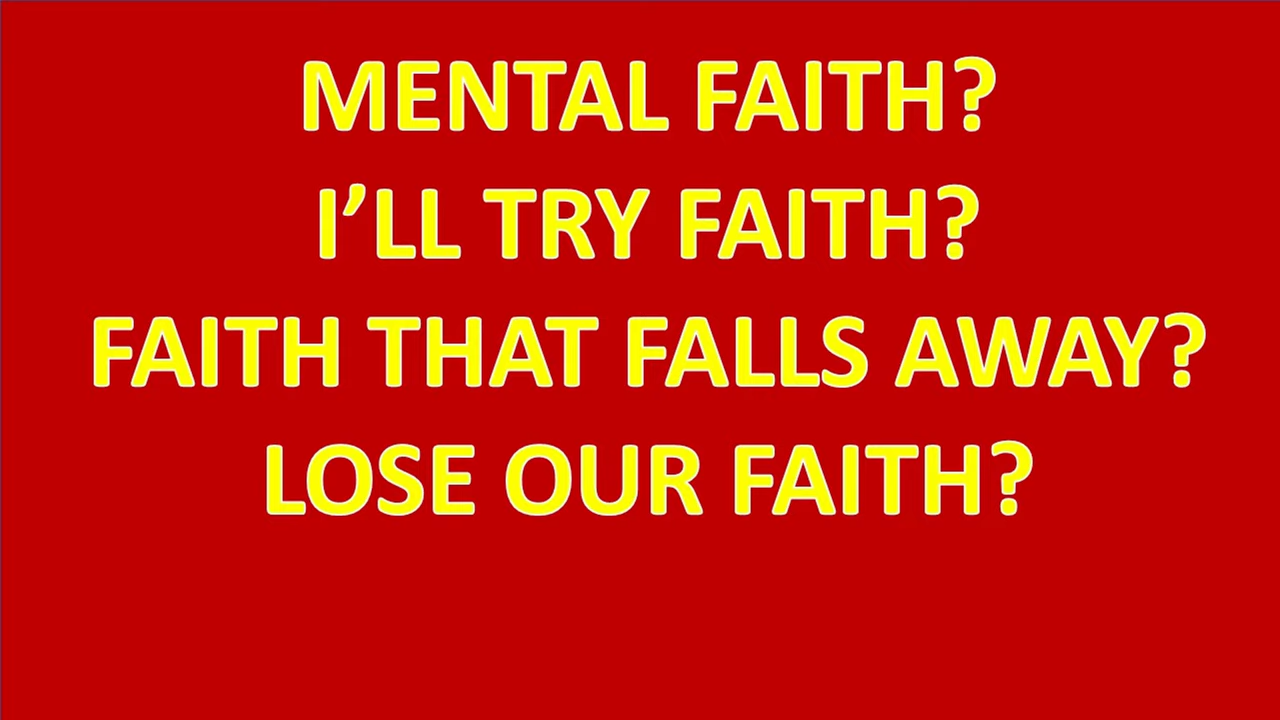 MENTAL FAITH?
I’LL TRY FAITH?
FAITH THAT FALLS AWAY?
LOSE OUR FAITH?